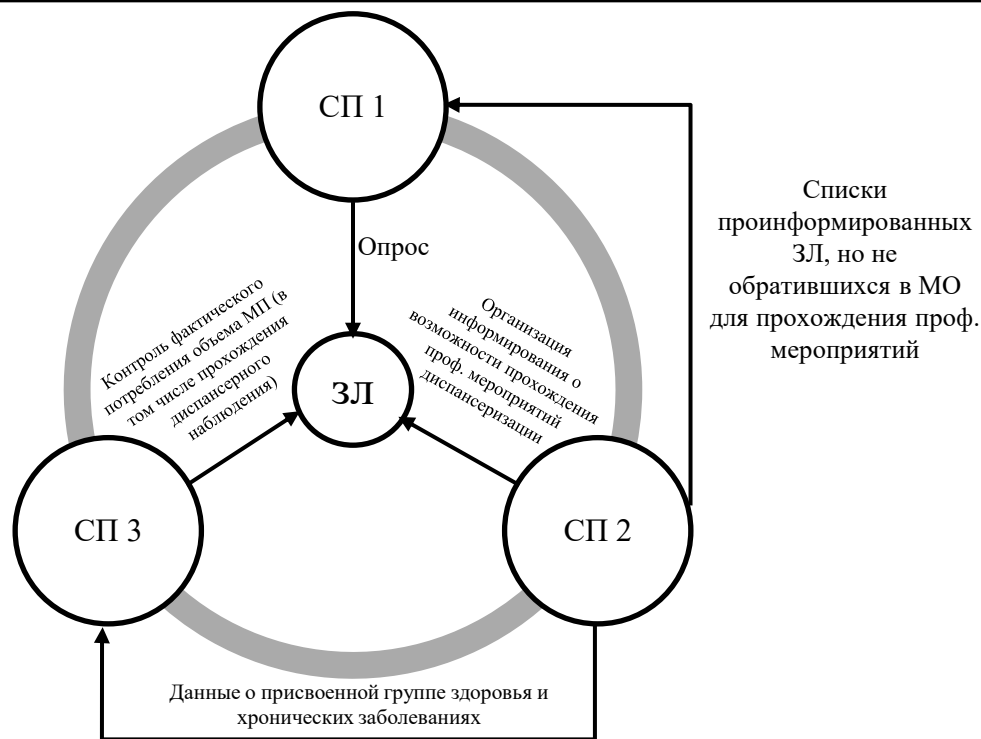 СП 1
Опрос
Списки
проинформированных
ЗЛ, но не
обратившихся в МО
для прохождения проф.
мероприятий
Контроль фактического
потребления объема МП (в
том числе прохождения
диспансерного
наблюдения)
Организация
информирования о
возможности прохождения
проф. мероприятий
диспансеризации
ЗЛ
СП 3
СП 2
Данные о присвоенной группе здоровья и
хронических заболеваниях